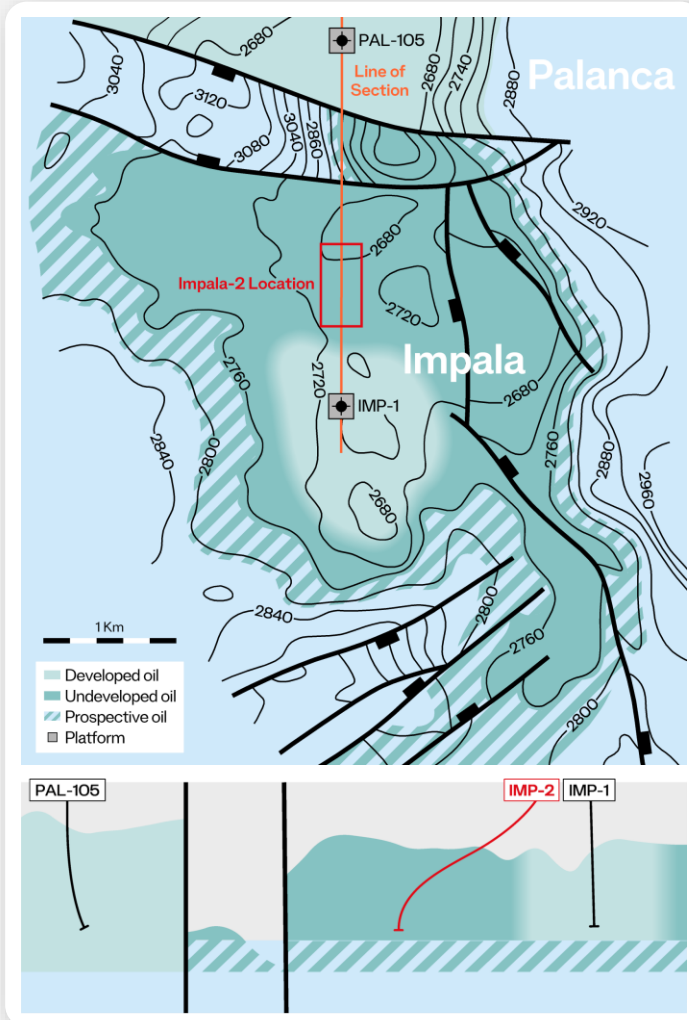 2680
PAL-105
3040
Line of
Section
2680
2740
2880
Palanca
3120
3080
3040
2860
2920
2680
Impala-2 Location
2720
Impala
2760
2720
IMP-1
2680
2840
2800
2760
2880
2960
2680
2840
2800
2760
2800
1 Km
Developed oil
Undeveloped oil
Prospective oil
Platform
PAL-105
IMP-2
IMP-1